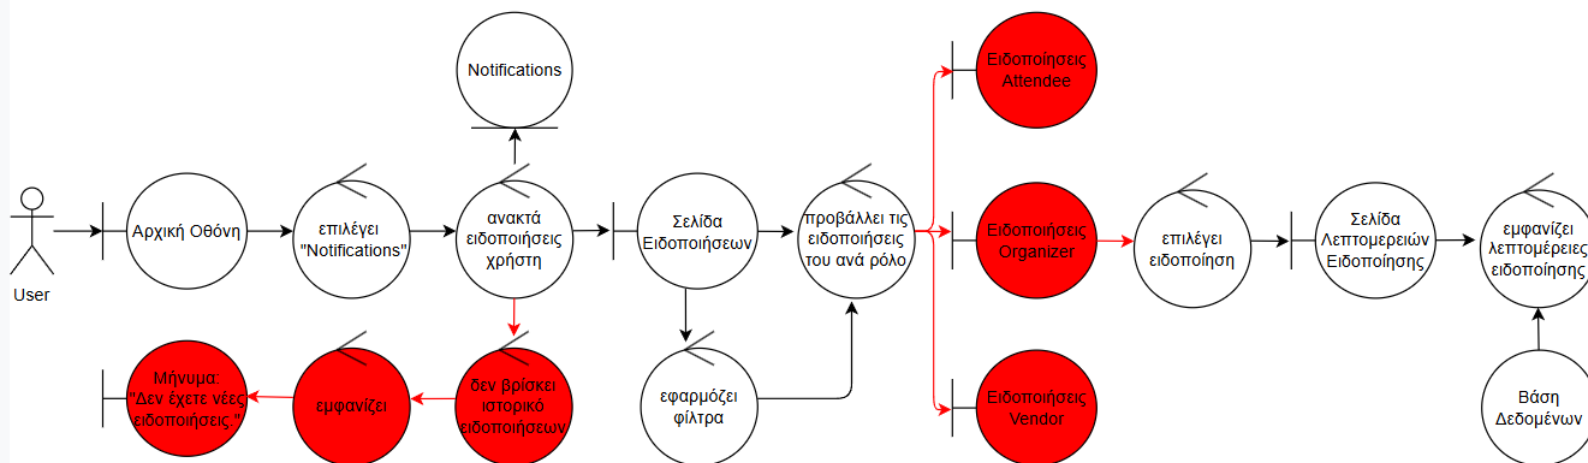 Notifications
Ειδοποίησεις
Attendee
User
Αρχική Οθόνη
επιλέγει
"Notifications"
ανακτά
ειδοποιήσεις
χρήστη
Σελίδα
Ειδοποιήσεων
προβάλλει τις
ειδοποιήσεις
του ανά ρόλο
Ειδοποιήσεις
Organizer
επιλέγει
ειδοποίηση
Σελίδα
Λεπτομερειών
Ειδοποίησης
εμφανίζει
λεπτομέρειες
ειδοποίησης
Μήνυμα:
"Δεν έχετε νέες
ειδοποιήσεις."
εμφανίζει
δεν βρίσκει
ιστορικό
ειδοποιήσεων
εφαρμόζει
φίλτρα
Ειδοποιήσεις
Vendor
Βάση
Δεδομένων